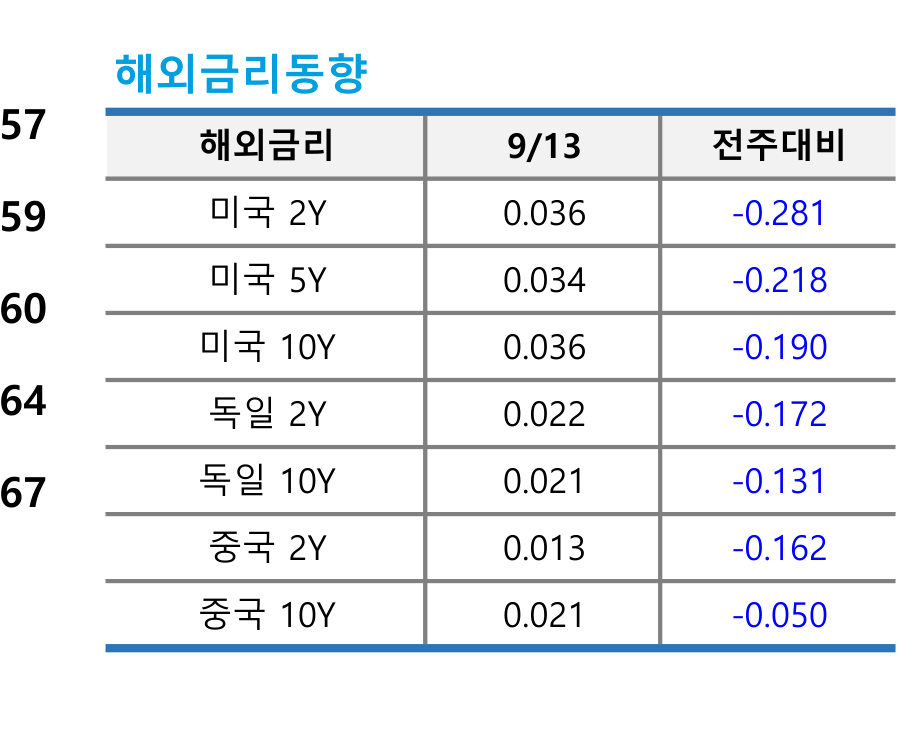 해외금리동향
57
59
60
64
67
해외금리 9/13 전주대비
미국 2Y 0.036 -0.281
미국 5Y 0.034 -0.218
미국 10Y 0.036 -0.190
독일 2Y 0.022 -0.172
독일 10Y 0.021 -0.131
중국 2Y 0.013 -0.162
중국 10Y 0.021 -0.050